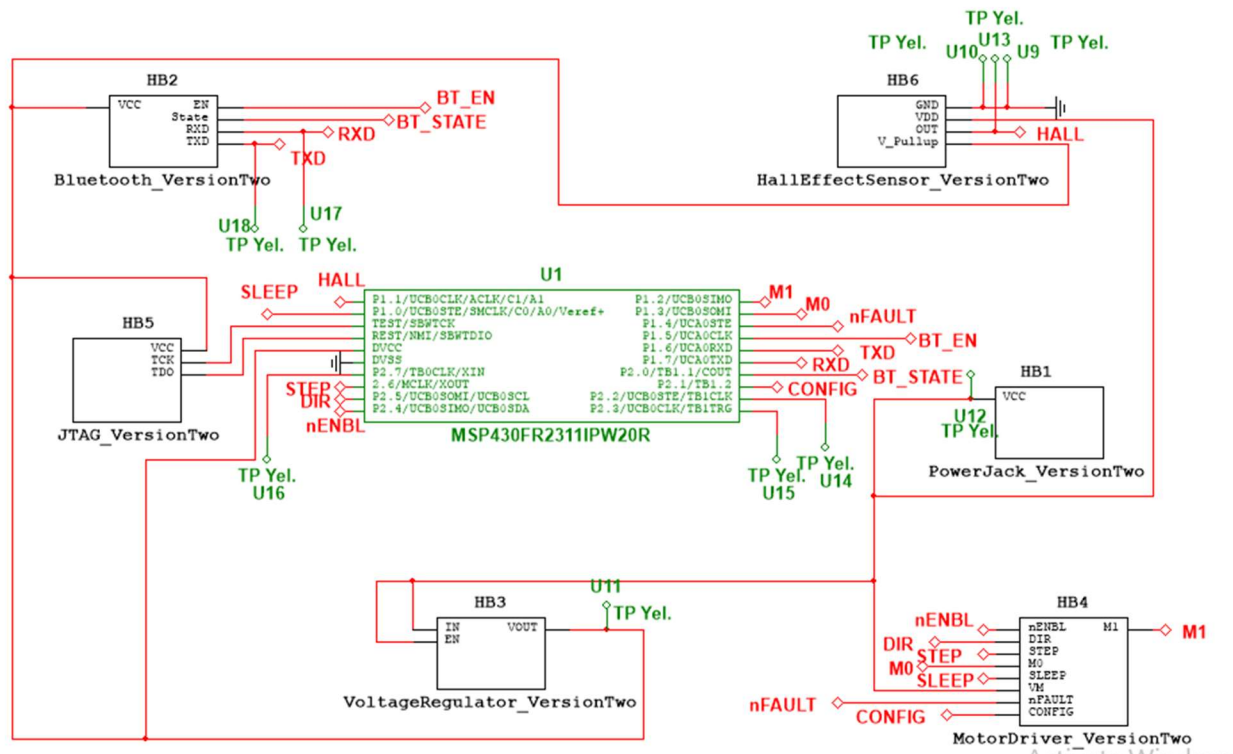 TP Yel.
U13
TP Yel.
U10
U9
TP Yel.
HB2
VCC
EN
State
RXD
TXD
BT_EN
BT_STATE
RXD
TXD
Bluetooth_VersionTwo
U18
TP Yel.
U17
TP Yel.
HB6
GND
VDD
OUT
V_Pullup
HALL
HallEffectSensor_VersionTwo
U1
HALL
SLEEP
P1.1/UCB0CLK/ACLK/C1/A1
P1.0/UCB0STE/SMCLK/C0/A0/Veref+
TEST/SBWTCK
REST/NMI/SBWTDIO
DVCC
DVSS
P2.7/TB0CLK/XIN
2.6/MCLK/XOUT
P2.5/UCB0SOMI/UCB0SCL
P2.4/UCB0SIMO/UCB0SDA
P1.2/UCB0SIMO
P1.3/UCB0SOMI
P1.4/UCA0STE
P1.5/UCA0CLK
P1.6/UCA0RXD
P1.7/UCA0TXD
P2.0/TB1.1/COUT
P2.1/TB1.2
P2.2/UCB0STE/TB1CLK
P2.3/UCB0CLK/TB1TRG
M1
M0
nFAULT
BT_EN
TXD
RXD
BT_STATE
CONFIG
STEP
DIR
nENBL
MSP430FR2311IPW20R
TP Yel.
U16
TP Yel.
U15
TP Yel.
U14
HB5
VCC
TCK
TDO
JTAG_VersionTwo
HB1
VCC
U12
TP Yel.
PowerJack_VersionTwo
HB3
IN
EN
VOUT
U11
TP Yel.
VoltageRegulator_VersionTwo
HB4
nENBL
DIR
STEP
M0
SLEEP
nFAULT
CONFIG
nENBL
DIR
STEP
M0
SLEEP
VM
nFAULT
CONFIG
M1
M1
MotorDriver_VersionTwo